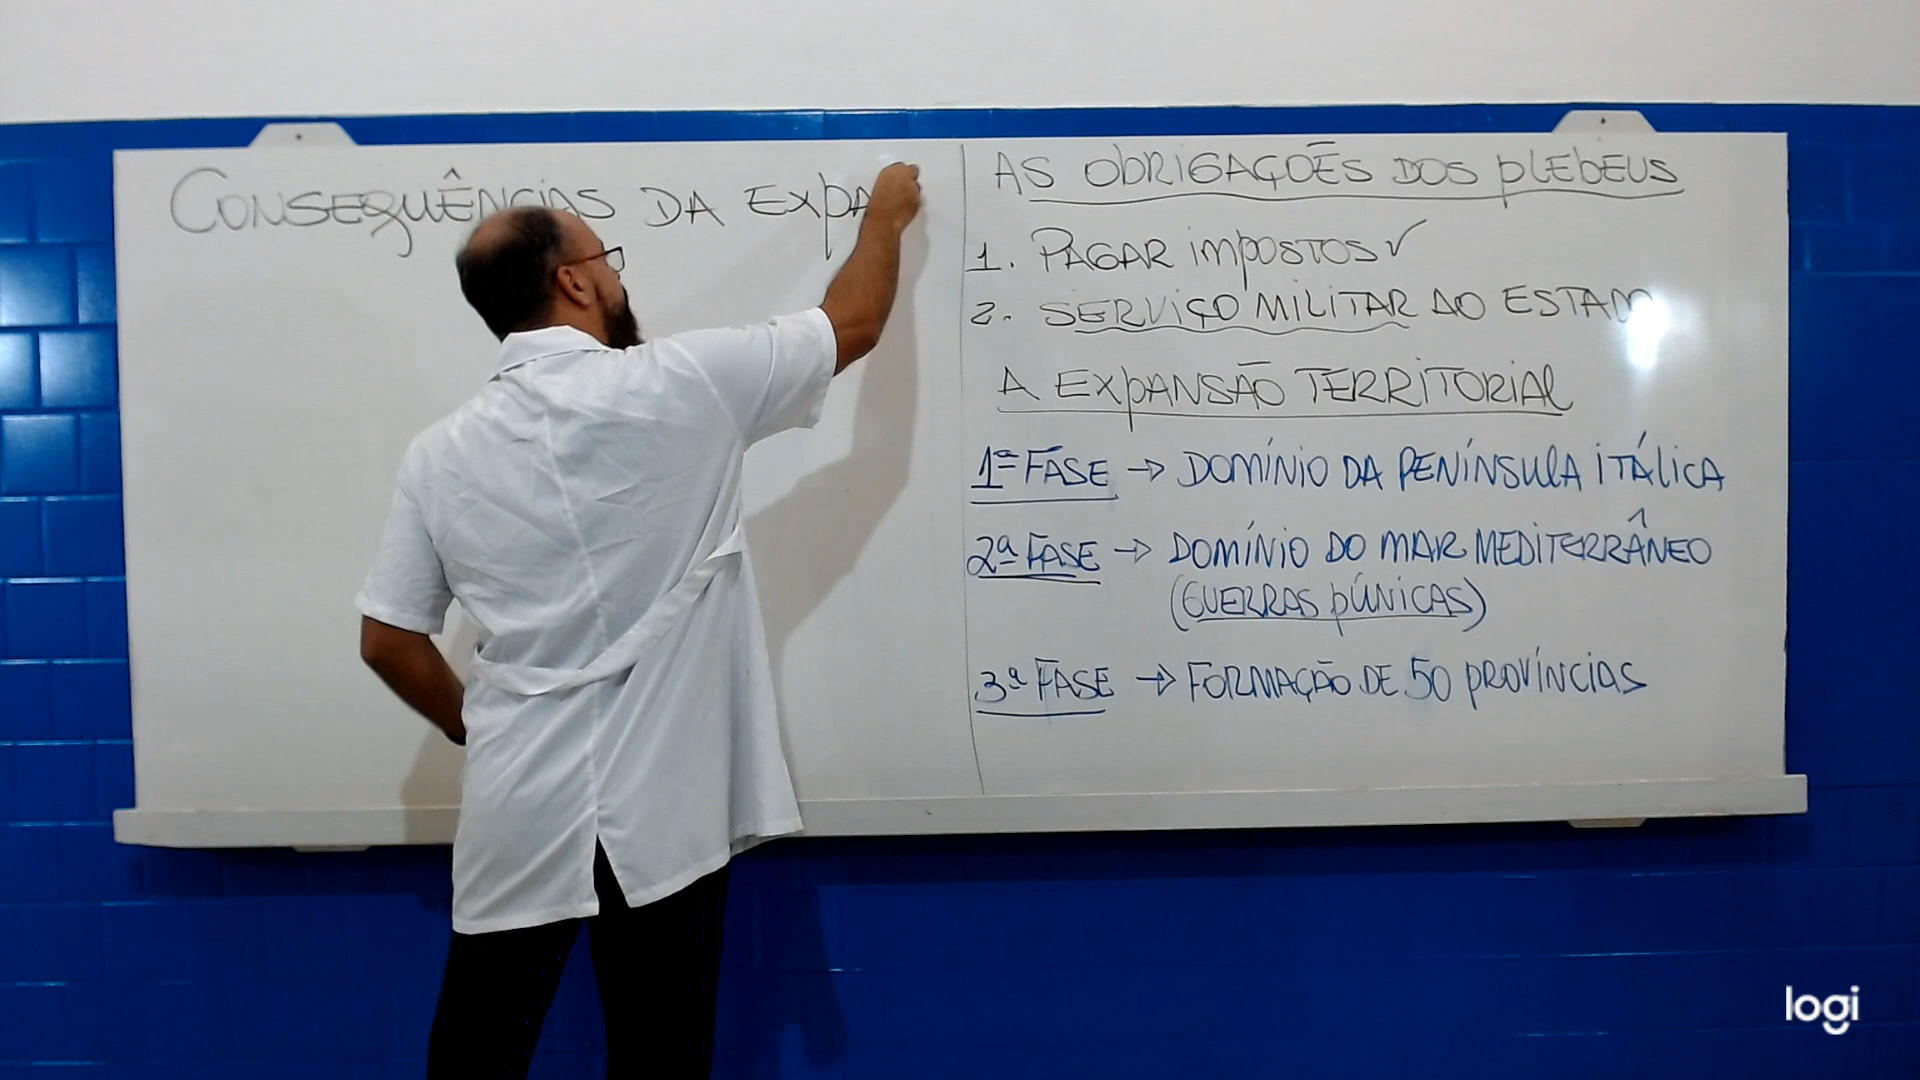 CONSEQUÊNCIAS DA EXPA
AS OBRIGAÇÕES DOS PLEBEUS
1. PAGAR IMPOSTOS ✓
2. SERVIÇO MILITAR AO ESTADO
A EXPANSÃO TERRITORIAL
1ª FASE → DOMÍNIO DA PENÍNSULA ITÁLICA
2ª FASE → DOMÍNIO DO MAR MEDITERRÂNEO
(GUERRAS PÚNICAS)
3ª FASE → FORMAÇÃO DE 50 PROVÍNCIAS
logi